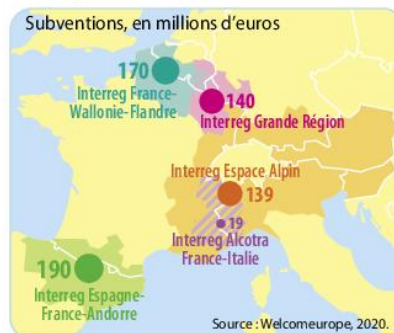 Subventions, en millions d'euros
170
Interreg France-
Wallonie-Flandre
140
Interreg Grande Région
Interreg Espace Alpin
139
19
Interreg Alcotra
France-Italie
190
Interreg Espagne-
France-Andorre
Source : Welcomeurope, 2020.